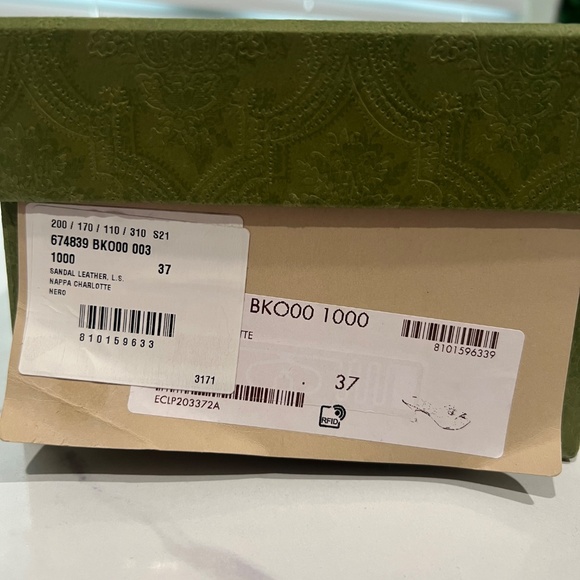 200 / 170 / 110 / 310 S21
674839 BKO00 003
1000 37
SANDAL LEATHER, L.S.
NAPPA CHARLOTTE
NERO
810159633
3171
BKO00 1000
TTE
8101596339
37
ECLP203372A
RFID